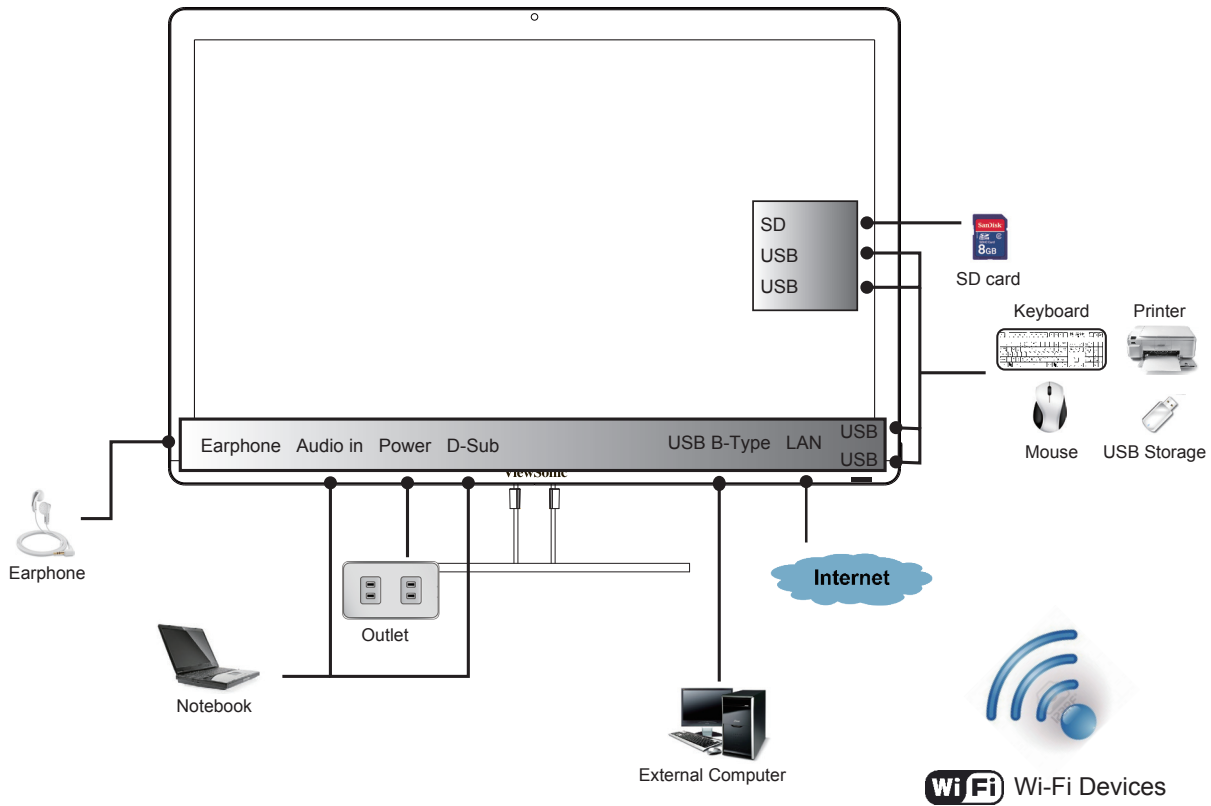 SD
USB
USB
SanDisk
8GB
SD card
Keyboard Printer
Mouse USB Storage
Earphone Audio in Power D-Sub USB B-Type LAN USB
USB
ViewSonic
Earphone
Outlet
Internet
Notebook
External Computer
Wi Fi Wi-Fi Devices